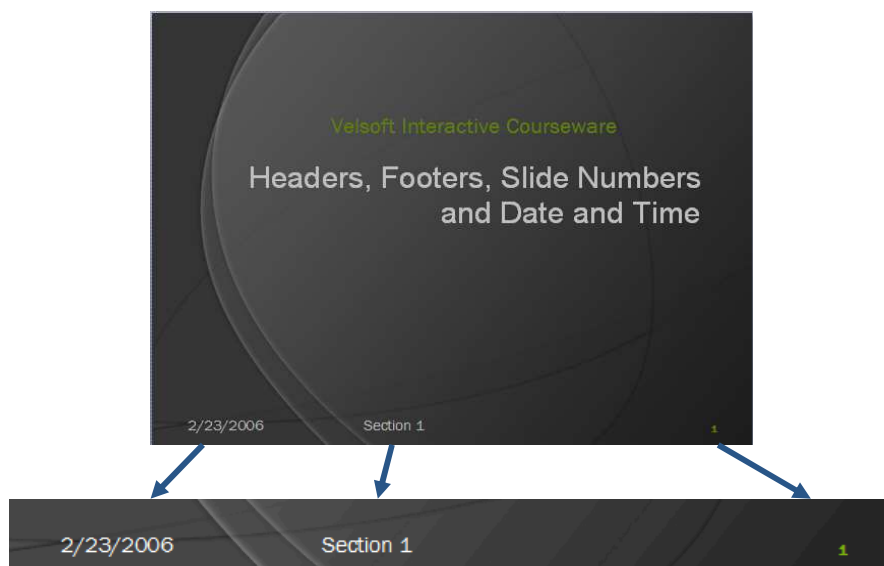 Velsoft Interactive Courseware
Headers, Footers, Slide Numbers
and Date and Time
2/23/2006 Section 1 1
2/23/2006 Section 1 1